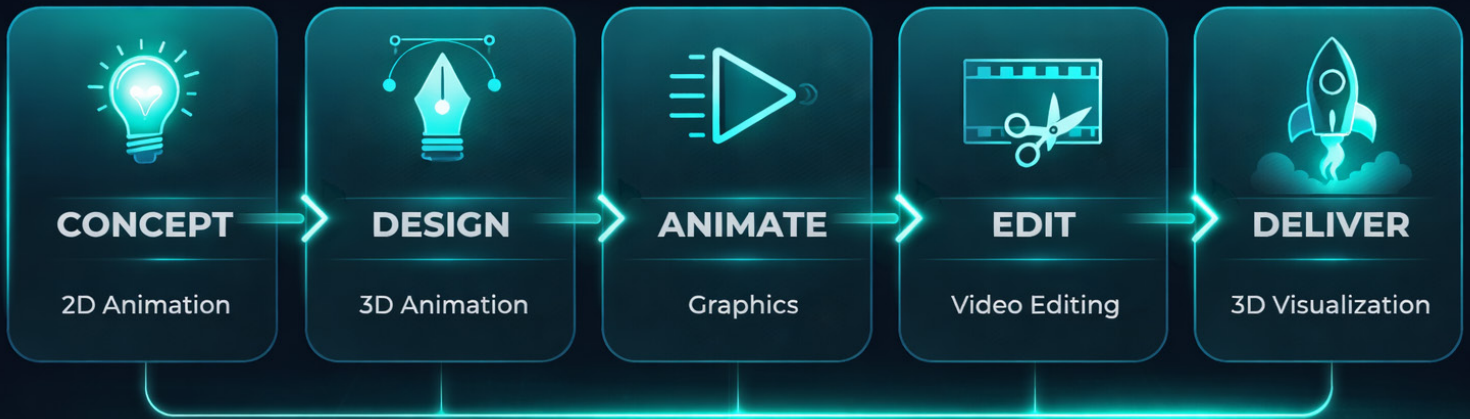 CONCEPT
2D Animation
DESIGN
3D Animation
ANIMATE
Graphics
EDIT
Video Editing
DELIVER
3D Visualization